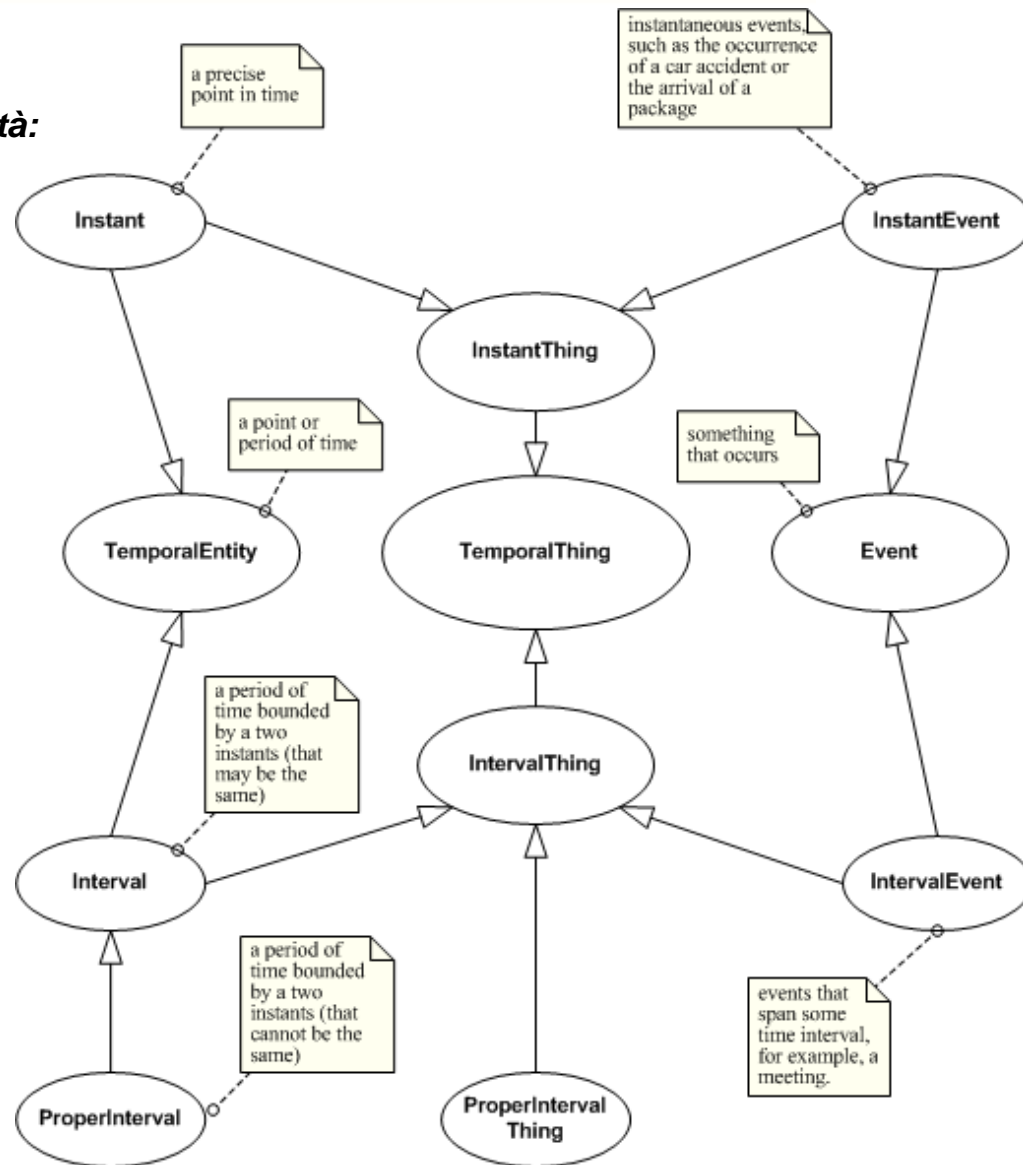 a precise
point in time
instantaneous events,
such as the occurrence
of a car accident or
the arrival of a
package
tà:
Instant
InstantEvent
InstantThing
a point or
period of time
something
that occurs
TemporalEntity
TemporalThing
Event
a period of
time bounded
by a two
instants (that
may be the
same)
IntervalThing
Interval
IntervalEvent
a period of
time bounded
by a two
instants (that
cannot be the
same)
events that
span some
time interval,
for example, a
meeting.
ProperInterval
ProperInterval
Thing